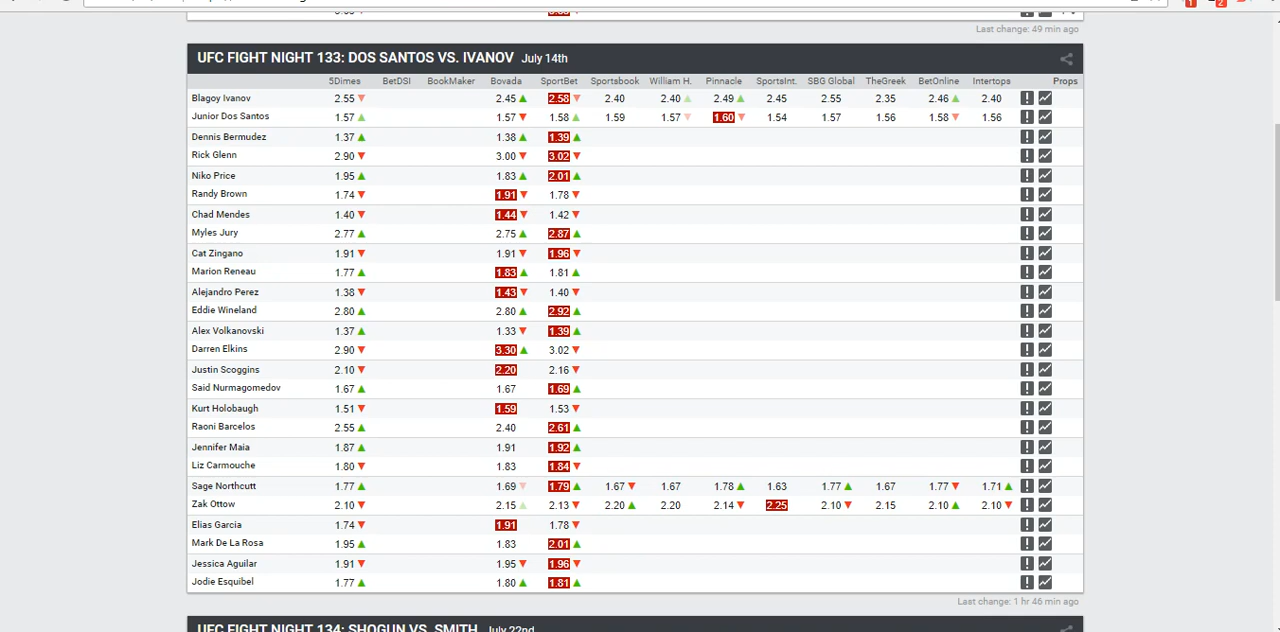 Last change: 49 min ago
UFC FIGHT NIGHT 133: DOS SANTOS VS. IVANOV July 14th
5Dimes BetDSI BookMaker Bovada SportBet Sportsbook William H. Pinnacle SportsInt. SBG Global TheGreek BetOnline Intertops Props
Blagoy Ivanov 2.55▼ 2.45▲ 2.58▼ 2.40 2.40▲ 2.49▲ 2.45 2.55 2.35 2.46▲ 2.40
Junior Dos Santos 1.57▲ 1.57▼ 1.58▲ 1.59 1.57▼ 1.60▼ 1.54 1.57 1.56 1.58▼ 1.56
Dennis Bermudez 1.37▲ 1.38▲ 1.39▲
Rick Glenn 2.90▼ 3.00▼ 3.02▼
Niko Price 1.95▲ 1.83▲ 2.01▲
Randy Brown 1.74▼ 1.91▼ 1.78▼
Chad Mendes 1.40▼ 1.44▼ 1.42▼
Myles Jury 2.77▲ 2.75▲ 2.87▲
Cat Zingano 1.91▼ 1.91▼ 1.96▼
Marion Reneau 1.77▲ 1.83▲ 1.81▲
Alejandro Perez 1.38▼ 1.43▼ 1.40▼
Eddie Wineland 2.80▲ 2.80▲ 2.92▲
Alex Volkanovski 1.37▲ 1.33▼ 1.39▲
Darren Elkins 2.90▼ 3.30▲ 3.02▼
Justin Scoggins 2.10▼ 2.20 2.16▼
Said Nurmagomedov 1.67▲ 1.67 1.69▲
Kurt Holobaugh 1.51▼ 1.59 1.53▼
Raoni Barcelos 2.55▲ 2.40 2.61▲
Jennifer Maia 1.87▲ 1.91 1.92▲
Liz Carmouche 1.80▼ 1.83 1.84▼
Sage Northcutt 1.77▲ 1.69▼ 1.79▲ 1.67▼ 1.67 1.78▲ 1.63 1.77▲ 1.67 1.77▼ 1.71▲
Zak Ottow 2.15▲ 2.13▼ 2.20▲ 2.20 2.14▼ 2.25 2.10▼ 2.15 2.10▲ 2.10▼
Elias Garcia 1.74▼ 1.91 1.78▼
Mark De La Rosa 1.95▲ 1.83 2.01▲
Jessica Aguilar 1.91▼ 1.95▼ 1.96▼
Jodie Esquibel 1.77▲ 1.80▲ 1.81▲
Last change: 1 hr 46 min ago
UFC FIGHT NIGHT 134: SHOGUN VS. SMITH July 22nd